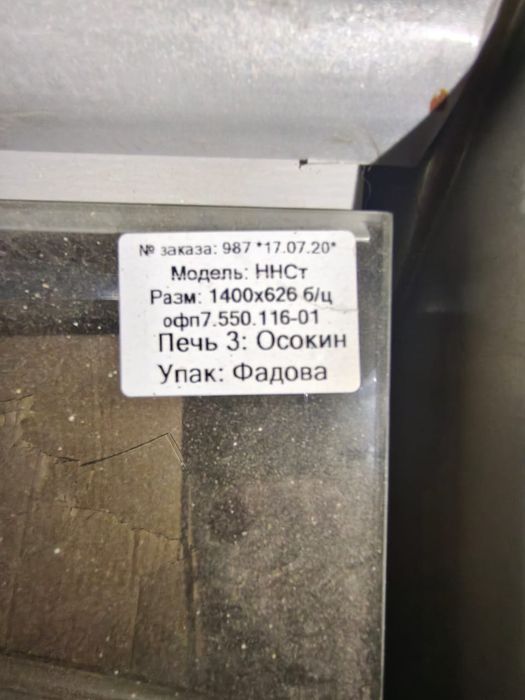 № заказа: 987 *17.07.20*
Модель: ННСт
Разм: 1400x626 б/ц
офп7.550.116-01
Печь 3: Осокин
Упак: Фадова